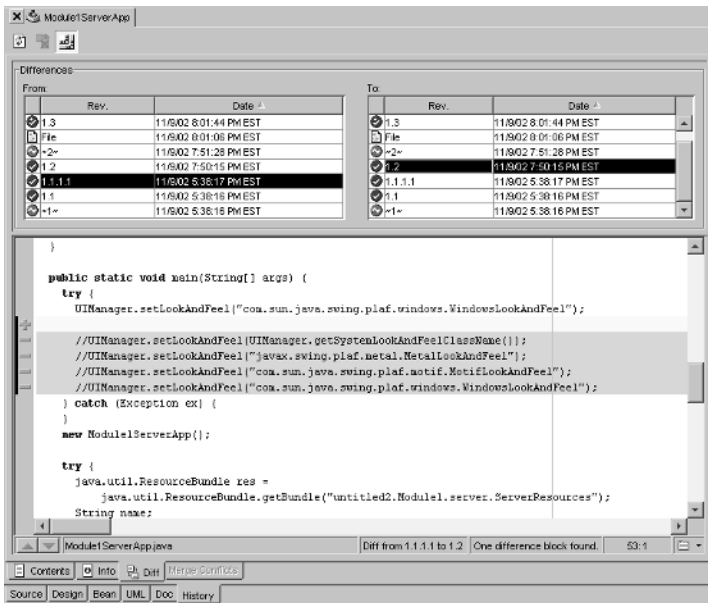 Module1ServerApp
Differences
From: To:
Rev. Date Rev. Date
1.3 11/9/02 8:01:44 PM EST 1.3 11/9/02 8:01:44 PM EST
File 11/9/02 8:01:06 PM EST File 11/9/02 8:01:06 PM EST
~2~ 11/9/02 7:51:28 PM EST ~2~ 11/9/02 7:51:28 PM EST
1.2 11/9/02 7:50:15 PM EST 1.2 11/9/02 7:50:15 PM EST
1.1.1.1 11/9/02 5:38:17 PM EST 1.1.1.1 11/9/02 5:38:17 PM EST
1.1 11/9/02 5:38:16 PM EST 1.1 11/9/02 5:38:16 PM EST
~1~ 11/9/02 5:38:16 PM EST ~1~ 11/9/02 5:38:16 PM EST
}
public static void main(String[] args) {
try {
UIManager.setLookAndFeel("com.sun.java.swing.plaf.windows.WindowsLookAndFeel");
//UIManager.setLookAndFeel(UIManager.getSystemLookAndFeelClassName());
//UIManager.setLookAndFeel("javax.swing.plaf.metal.MetalLookAndFeel");
//UIManager.setLookAndFeel("com.sun.java.swing.plaf.motif.MotifLookAndFeel");
//UIManager.setLookAndFeel("com.sun.java.swing.plaf.windows.WindowsLookAndFeel");
} catch (Exception ex) {
}
new Module1ServerApp();
try {
java.util.ResourceBundle res =
java.util.ResourceBundle.getBundle("untitled2.Module1.server.ServerResources");
String name;
Module1ServerApp.java Diff from 1.1.1.1 to 1.2 One difference block found. 53:1
Contents Info Diff Merge Conflicts
Source Design Bean UML Doc History